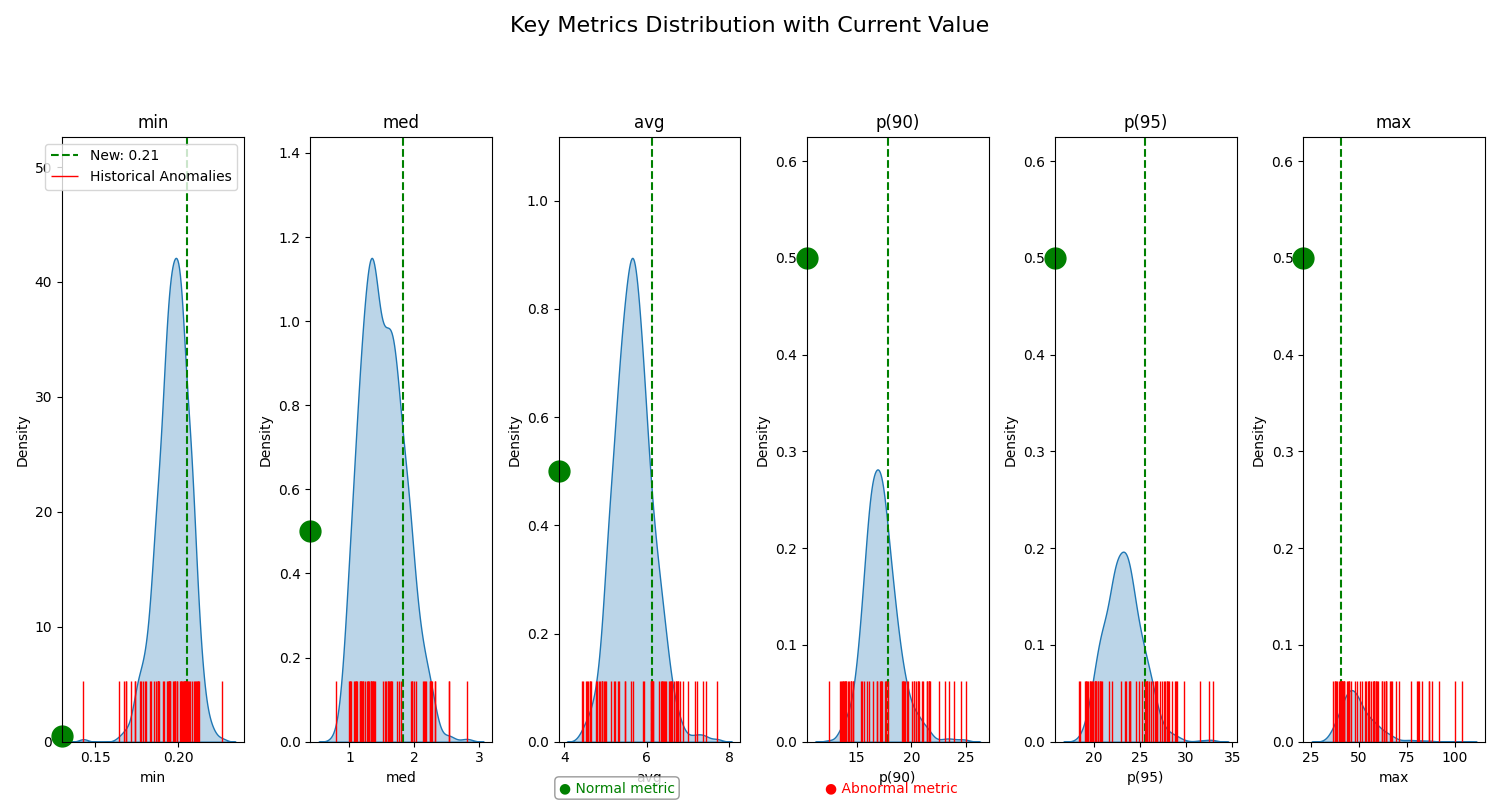 Key Metrics Distribution with Current Value
min
med
avg
p(90)
p(95)
max
New: 0.21
Historical Anomalies
Density
50
40
30
20
10
0
0.15 0.20
min
Density
1.4
1.2
1.0
0.8
0.6
0.4
0.2
0.0
1 2 3
med
Density
1.0
0.8
0.6
0.4
0.2
0.0
4 6 8
avg
Density
0.6
0.5
0.4
0.3
0.2
0.1
0.0
15 20 25
p(90)
Density
0.6
0.5
0.4
0.3
0.2
0.1
0.0
20 25 30 35
p(95)
Density
0.6
0.5
0.4
0.3
0.2
0.1
0.0
25 50 75 100
max
Normal metric
Abnormal metric